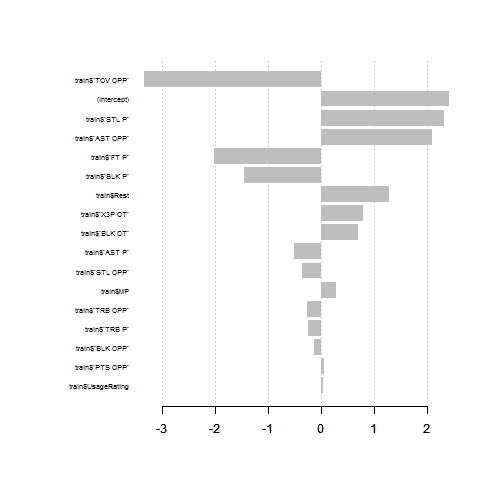 train$`TOV OPP`
(Intercept)
train$`STL P`
train$`AST OPP`
train$`FT P`
train$`BLK P`
train$Rest
train$`X3P OT`
train$`BLK OT`
train$`AST P`
train$`STL OPP`
train$MP
train$`TRB OPP`
train$`TRB P`
train$`BLK OPP`
train$`PTS OPP`
train$UsageRating
-3 -2 -1 0 1 2